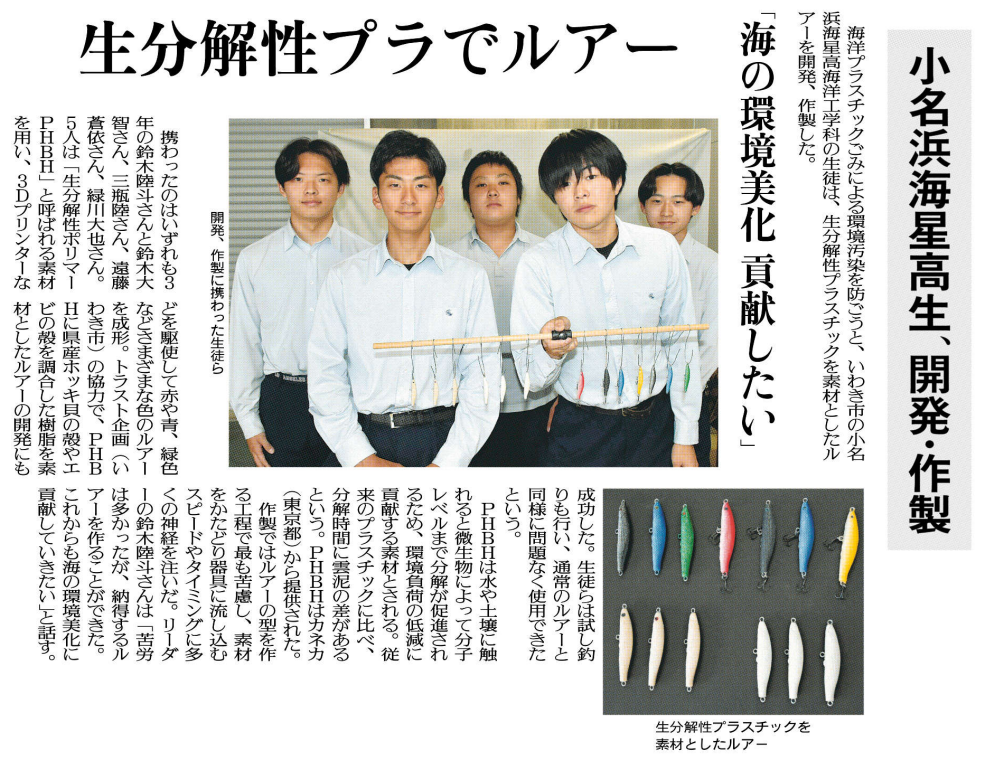 小名浜海星高生、開発・作製
生分解性プラでルアー
「海の環境美化 貢献したい」
海洋プラスチックごみによる環境汚染を防ごうと、いわき市の小名
浜海星高海洋工学科の生徒は、生分解性プラスチックを素材としたル
アーを開発、作製した。
携わったのはいずれも3
年の鈴木陸斗さんと鈴木大
智さん、三瓶陸さん、遠藤
蒼依さん、緑川大也さん。
5人は「生分解性ポリマー
PHBH」と呼ばれる素材
を用い、3Dプリンターな
どを駆使して赤や青、緑色
などさまざまな色のルアー
を成形。トラスト企画（い
わき市）の協力で、PHB
Hに県産ホッキ貝の殻やエ
ビの殻を調合した樹脂を素
材としたルアーの開発にも
成功した。生徒らは試し釣
りも行い、通常のルアーと
同様に問題なく使用できた
という。
PHBHは水や土壌に触
れると微生物によって分子
レベルまで分解が促進され
るため、環境負荷の低減に
貢献する素材とされる。従
来のプラスチックに比べ、
分解時間に雲泥の差がある
という。PHBHはカネカ
（東京都）から提供された。
作製ではルアーの型を作
る工程で最も苦慮し、素材
をかたどり器具に流し込む
スピードやタイミングに多
くの神経を注いだ。リーダ
ーの鈴木陸斗さんは「苦労
は多かったが、納得するル
アーを作ることができた。
これからも海の環境美化に
貢献していきたい」と話す。
開発、作製に携わった生徒ら
生分解性プラスチックを
素材としたルアー